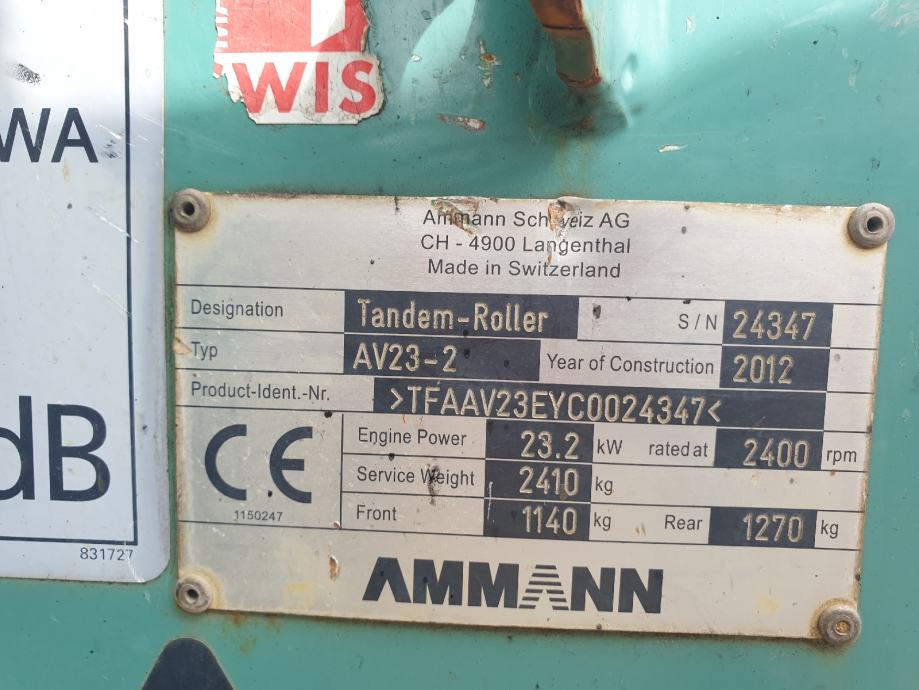 WIS
WA
dB
831727
Ammann Schweiz AG
CH - 4900 Langenthal
Made in Switzerland
Designation Tandem-Roller S/N 24347
Typ AV23-2 Year of Construction 2012
Product-Ident.-Nr. >TFAAV23EYC0024347<
Engine Power 23.2 kW rated at 2400 rpm
Service Weight 2410 kg
Front 1140 kg Rear 1270 kg
CE
1150247
AMMANN